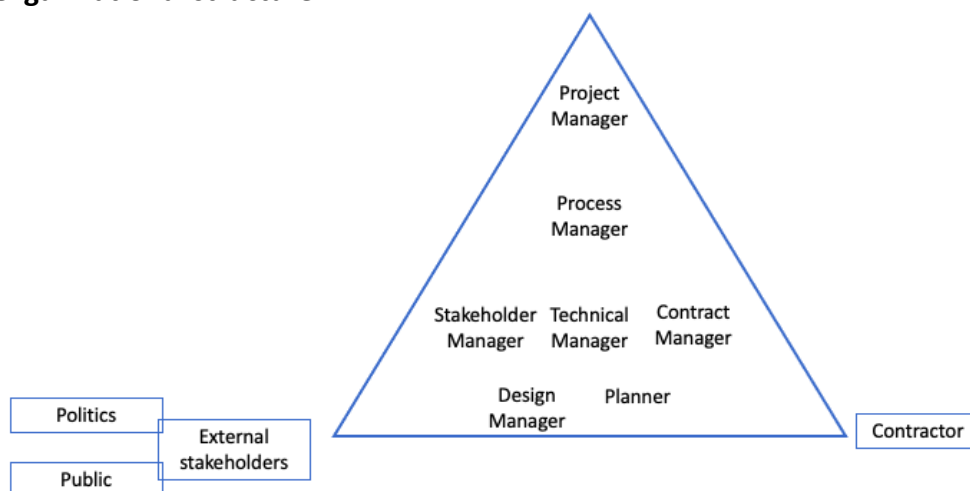 Project
Manager
Process
Manager
Stakeholder
Manager
Technical
Manager
Contract
Manager
Design
Manager
Planner
Politics
External
stakeholders
Public
Contractor